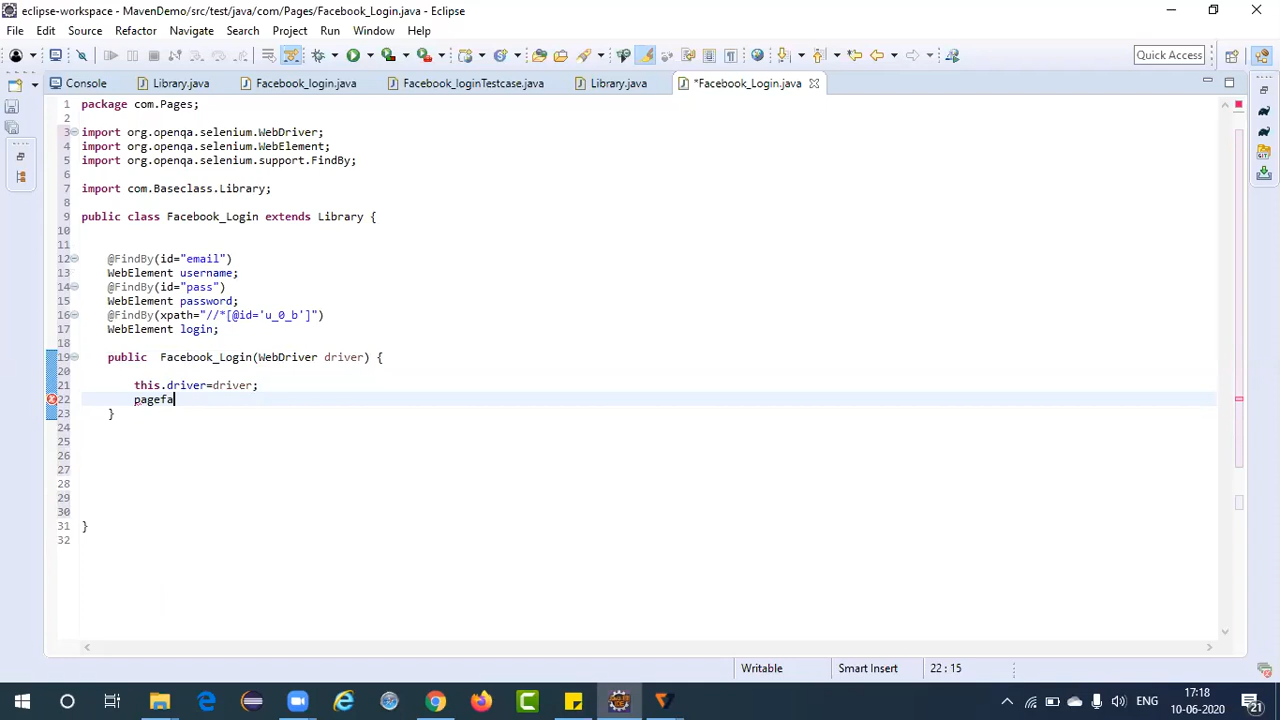 eclipse-workspace - MavenDemo/src/test/java/com/Pages/Facebook_Login.java - Eclipse
File Edit Source Refactor Navigate Search Project Run Window Help
Quick Access
Console Library.java Facebook_login.java Facebook_loginTestcase.java Library.java *Facebook_Login.java
1 package com.Pages;
2
3 import org.openqa.selenium.WebDriver;
4 import org.openqa.selenium.WebElement;
5 import org.openqa.selenium.support.FindBy;
6
7 import com.Baseclass.Library;
8
9 public class Facebook_Login extends Library {
10
11
12 @FindBy(id="email")
13 WebElement username;
14 @FindBy(id="pass")
15 WebElement password;
16 @FindBy(xpath="//*[@id='u_0_b']")
17 WebElement login;
18
19 public  Facebook_Login(WebDriver driver) {
20
21 this.driver=driver;
22 pagefa
23 }
24
25
26
27
28
29
30
31 }
32
Writable Smart Insert 22 : 15
ENG 17:18
10-06-2020 21